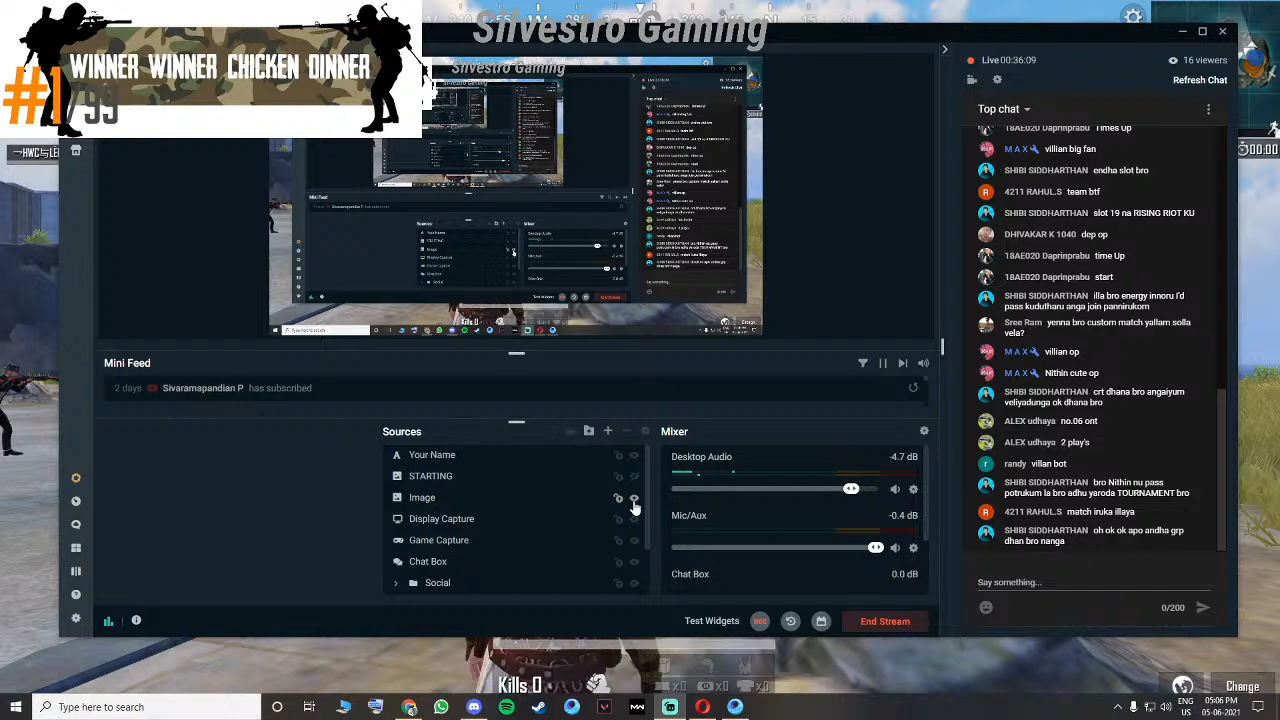 Silvestro Gaming
WINNER WINNER CHICKEN DINNER
#1/99
Live 00:36:09
16 viewers
Refresh Chat
Top chat
18AE020 Daprinprabu Times Up
M A X villian big fan
SHIBI SIDDHARTHAN endha slot bro
4211 RAHUL.S team btf
SHIBI SIDDHARTHAN SLOT 19 RS RISING RIOT KU
DHIVAKAR K 1040 dep op
18AE020 Daprinprabu time Up
18AE020 Daprinprabu start
SHIBI SIDDHARTHAN illa bro energy innoru I'd
pass kudutharu anga join pannirukom
Sree Ram yenna bro custom match yallam solla
vela?
M A X villian op
M A X Nithin cute op
SHIBI SIDDHARTHAN crt dhana bro angaiyum
veliyadunga ok dhana bro
ALEX udhaya no.06 ont
ALEX udhaya 2 play's
randy villan bot
SHIBI SIDDHARTHAN bro Nithin nu pass
potrukum la bro adhu yaroda TOURNAMENT bro
4211 RAHUL.S match iruka illaya
SHIBI SIDDHARTHAN oh ok ok apo andha grp
dhan bro nanga
Say something...
0/200
Mini Feed
2 days Sivaramapandian P has subscribed
Sources
Your Name
STARTING
Image
Display Capture
Game Capture
Chat Box
Social
Mixer
Desktop Audio -4.7 dB
Mic/Aux -0.4 dB
Chat Box 0.0 dB
Test Widgets
REC
End Stream
Kills 0
x0 x0 x0
Change
Type here to search
ENG
US
05:06 PM
05-06-2021